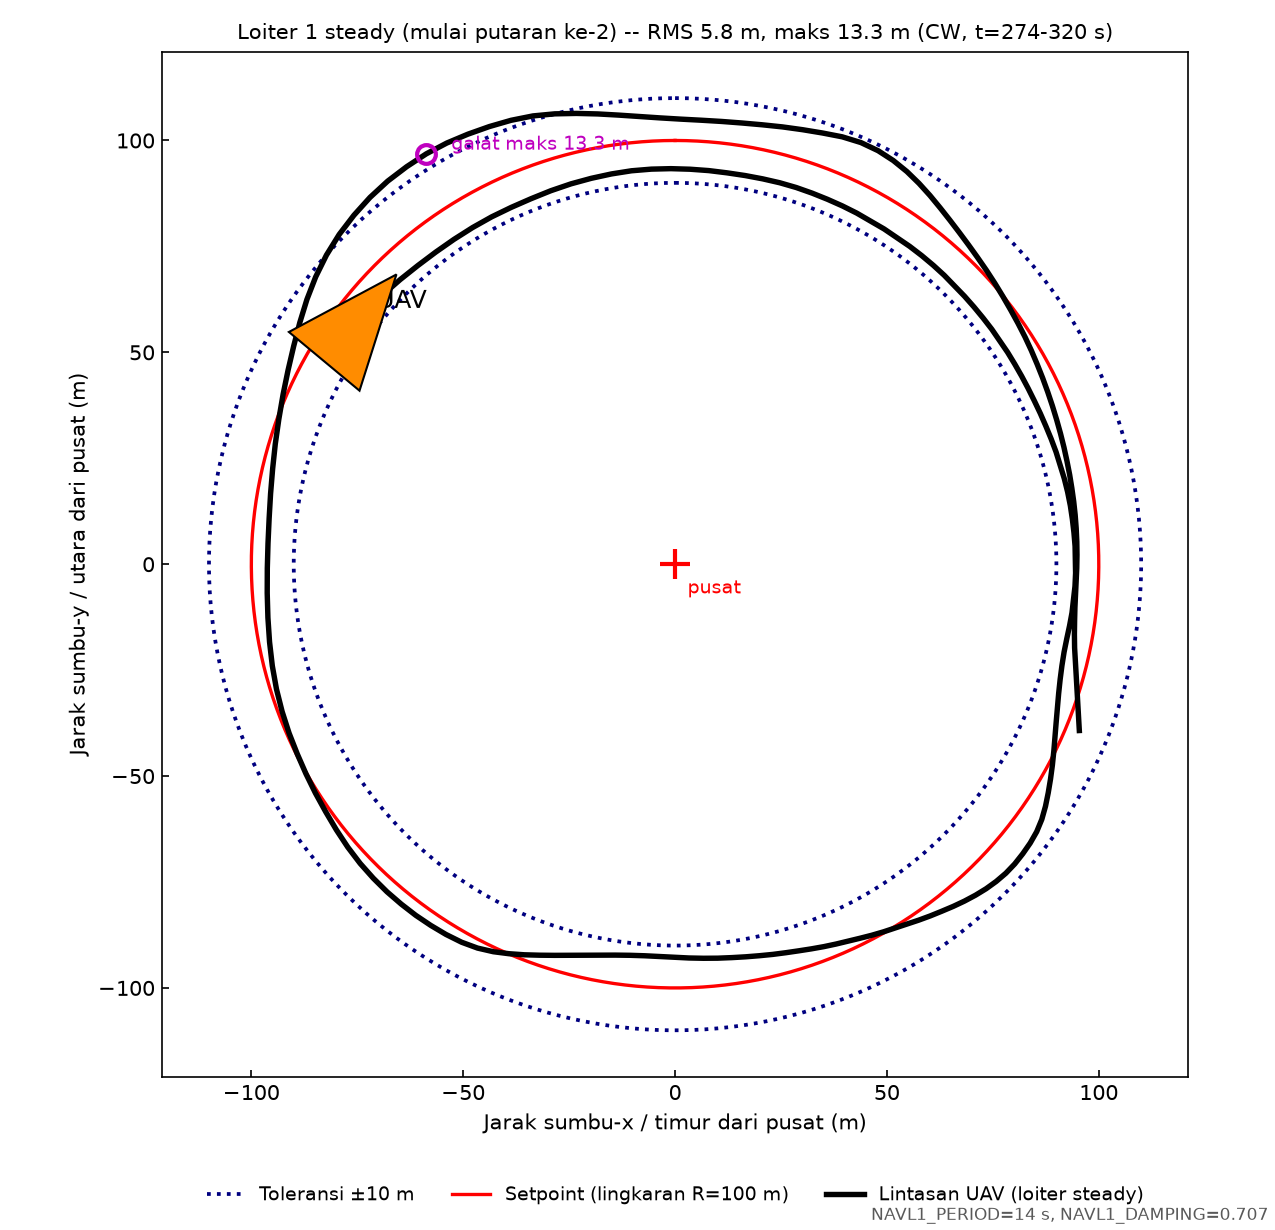 Loiter 1 steady (mulai putaran ke-2) -- RMS 5.8 m, maks 13.3 m (CW, t=274-320 s)
Jarak sumbu-y / utara dari pusat (m)
100
50
0
−50
−100
galat maks 13.3 m
UAV
pusat
−100 −50 0 50 100
Jarak sumbu-x / timur dari pusat (m)
Toleransi ±10 m Setpoint (lingkaran R=100 m) Lintasan UAV (loiter steady)
NAVL1_PERIOD=14 s, NAVL1_DAMPING=0.707